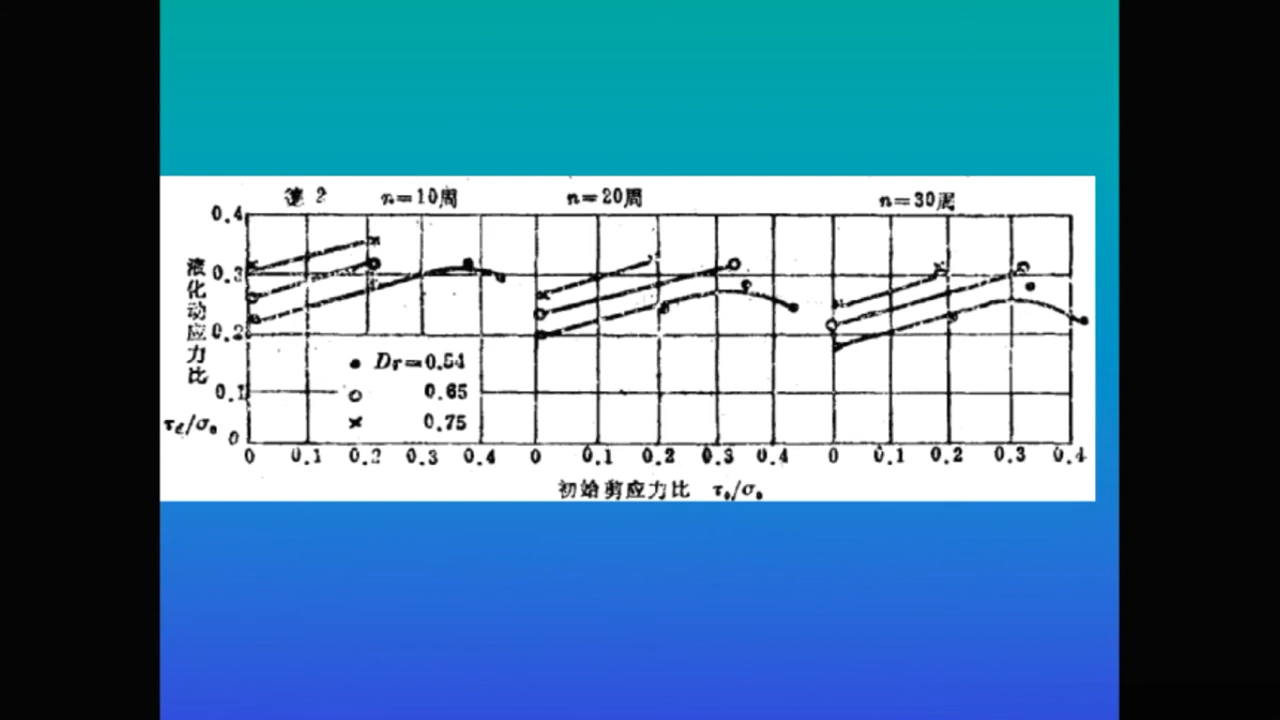 德 2 n=10周 n=20周 n=30周
0.4
0.3
0.2
0.1
0
液化动应力比
τℓ/σ₀
• Dr=0.54
○ 0.65
× 0.75
0 0.1 0.2 0.3 0.4 0 0.1 0.2 0.3 0.4 0 0.1 0.2 0.3 0.4
初始剪应力比 τ₀/σ₀